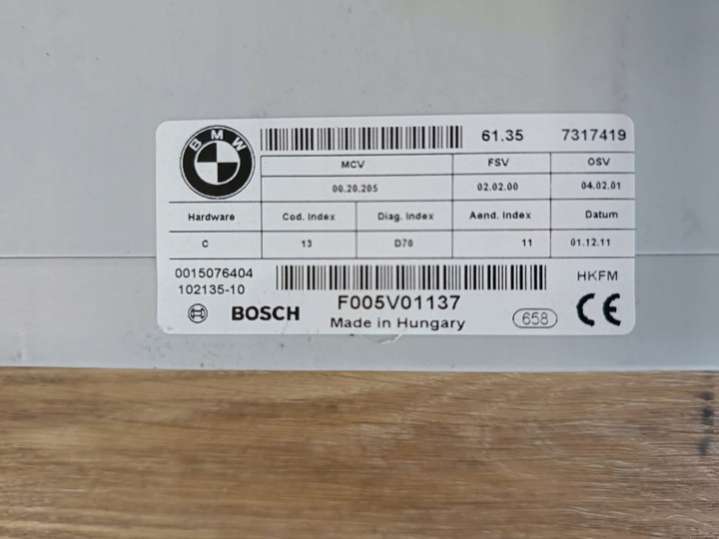 BMW
61.35 7317419
MCV FSV OSV
00.20.205 02.02.00 04.02.01
Hardware Cod. Index Diag. Index Aend. Index Datum
C 13 D70 11 01.12.11
0015076404 HKFM
102135-10
BOSCH F005V01137
Made in Hungary 658 CE